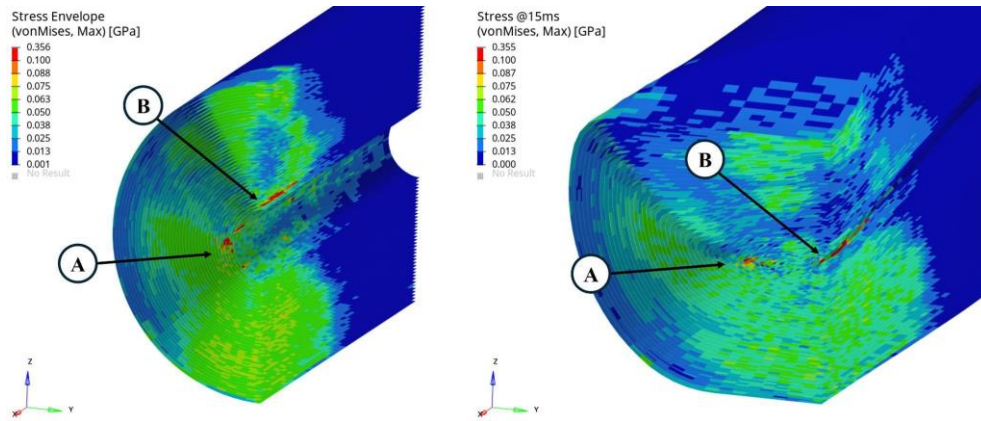 Stress Envelope
(vonMises, Max) [GPa]
0.356
0.100
0.088
0.075
0.063
0.050
0.038
0.025
0.013
0.001
No Result
B
A
Z
X
Y
Stress @15ms
(vonMises, Max) [GPa]
0.355
0.100
0.087
0.075
0.062
0.050
0.038
0.025
0.013
0.000
No Result
B
A
Z
X
Y